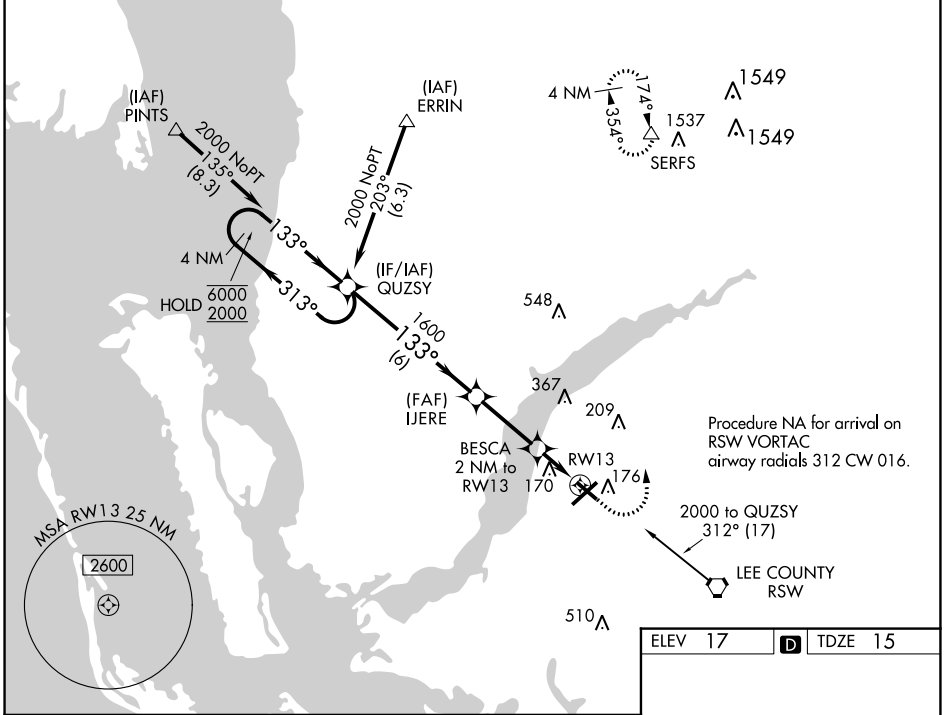 (IAF)
PINTS
2000 NoPT
135°
(8.3)
(IAF)
ERRIN
2000 NoPT
203°
(6.3)
4 NM
174°
354°
SERFS
1537
1549
1549
133°
4 NM
313°
HOLD
6000
2000
(IF/IAF)
QUZSY
1600
133°
(6)
(FAF)
IJERE
548
367
209
BESCA
2 NM to
RW13
170
RW13
176
Procedure NA for arrival on
RSW VORTAC
airway radials 312 CW 016.
2000 to QUZSY
312° (17)
LEE COUNTY
RSW
510
MSA RW13 25 NM
2600
ELEV 17 D TDZE 15